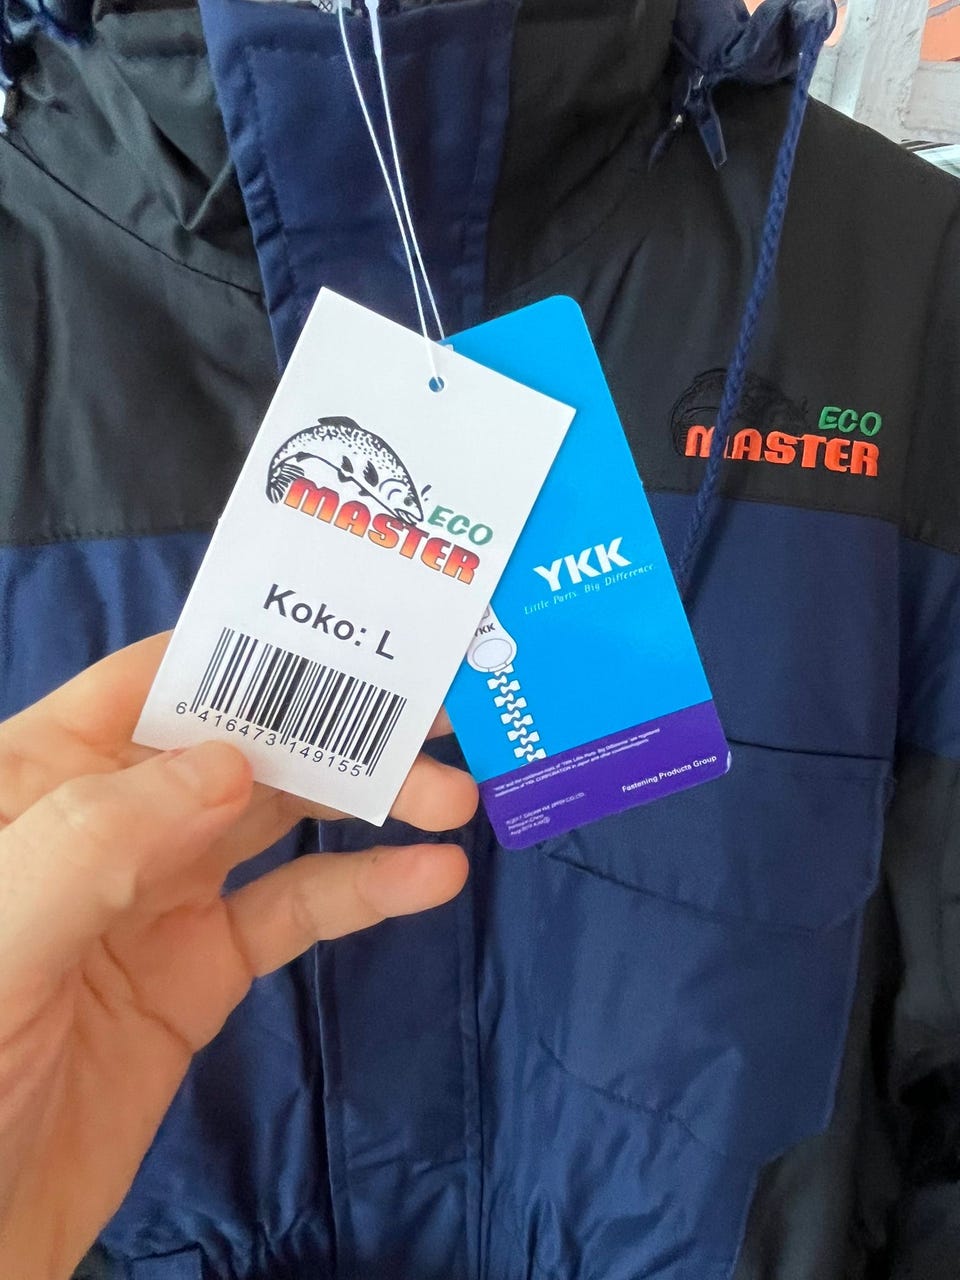 ECO
MASTER
Koko: L
6 416473 149155
YKK
Little Parts. Big Difference.
YKK
Fastening Products Group
ECO
MASTER